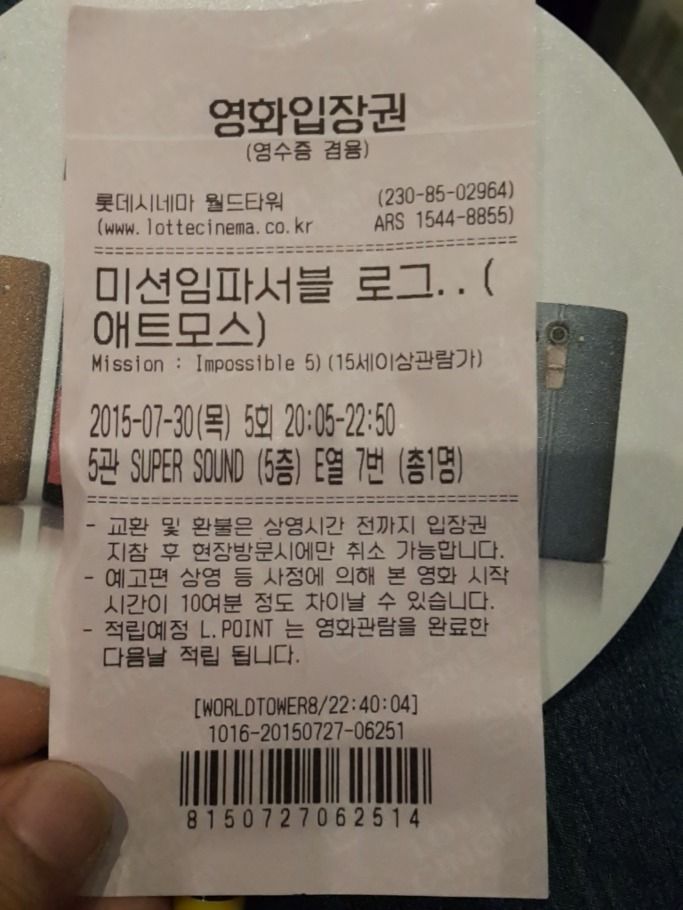 영화입장권
(영수증 겸용)
롯데시네마 월드타워 (230-85-02964)
(www.lottecinema.co.kr ARS 1544-8855)
미션임파서블 로그..(
애트모스)
Mission : Impossible 5)(15세이상관람가)
2015-07-30(목) 5회 20:05-22:50
5관 SUPER SOUND (5층) E열 7번 (총1명)
- 교환 및 환불은 상영시간 전까지 입장권
지참 후 현장방문시에만 취소 가능합니다.
- 예고편 상영 등 사정에 의해 본 영화 시작
시간이 10여분 정도 차이날 수 있습니다.
- 적립예정 L.POINT 는 영화관람을 완료한
다음날 적립 됩니다.
[WORLDTOWER8/22:40:04]
1016-20150727-06251
8150727062514